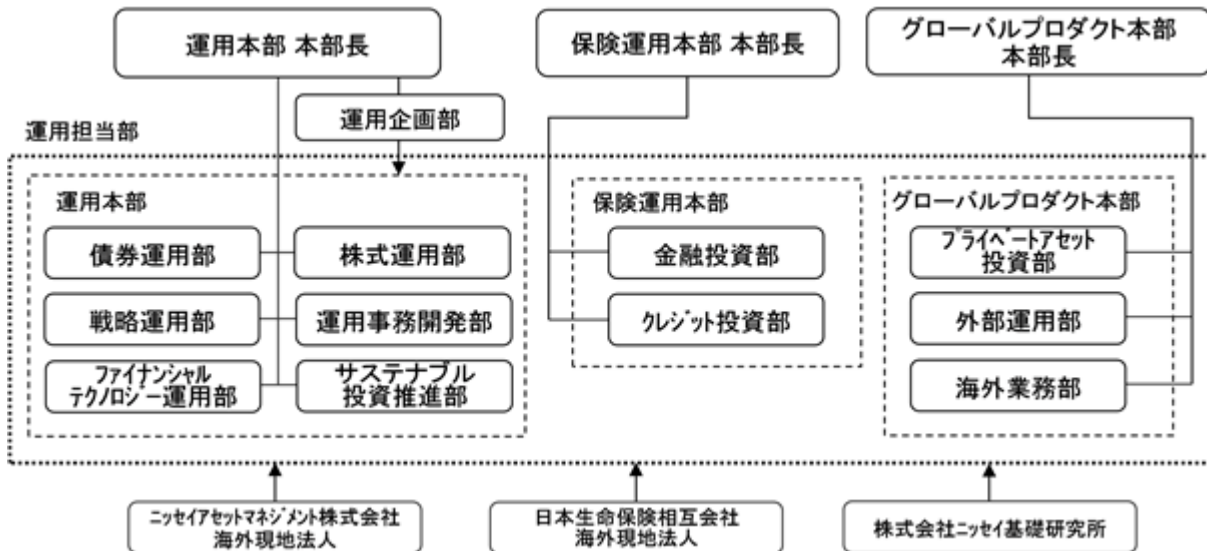 運用本部 本部長
保険運用本部 本部長
グローバルプロダクト本部
本部長
運用企画部
運用担当部
運用本部
債券運用部
株式運用部
戦略運用部
運用事務開発部
ファイナンシャル
テクノロジー運用部
サステナブル
投資推進部
保険運用本部
金融投資部
クレジット投資部
グローバルプロダクト本部
プライベートアセット
投資部
外部運用部
海外業務部
ニッセイアセットマネジメント株式会社
海外現地法人
日本生命保険相互会社
海外現地法人
株式会社ニッセイ基礎研究所